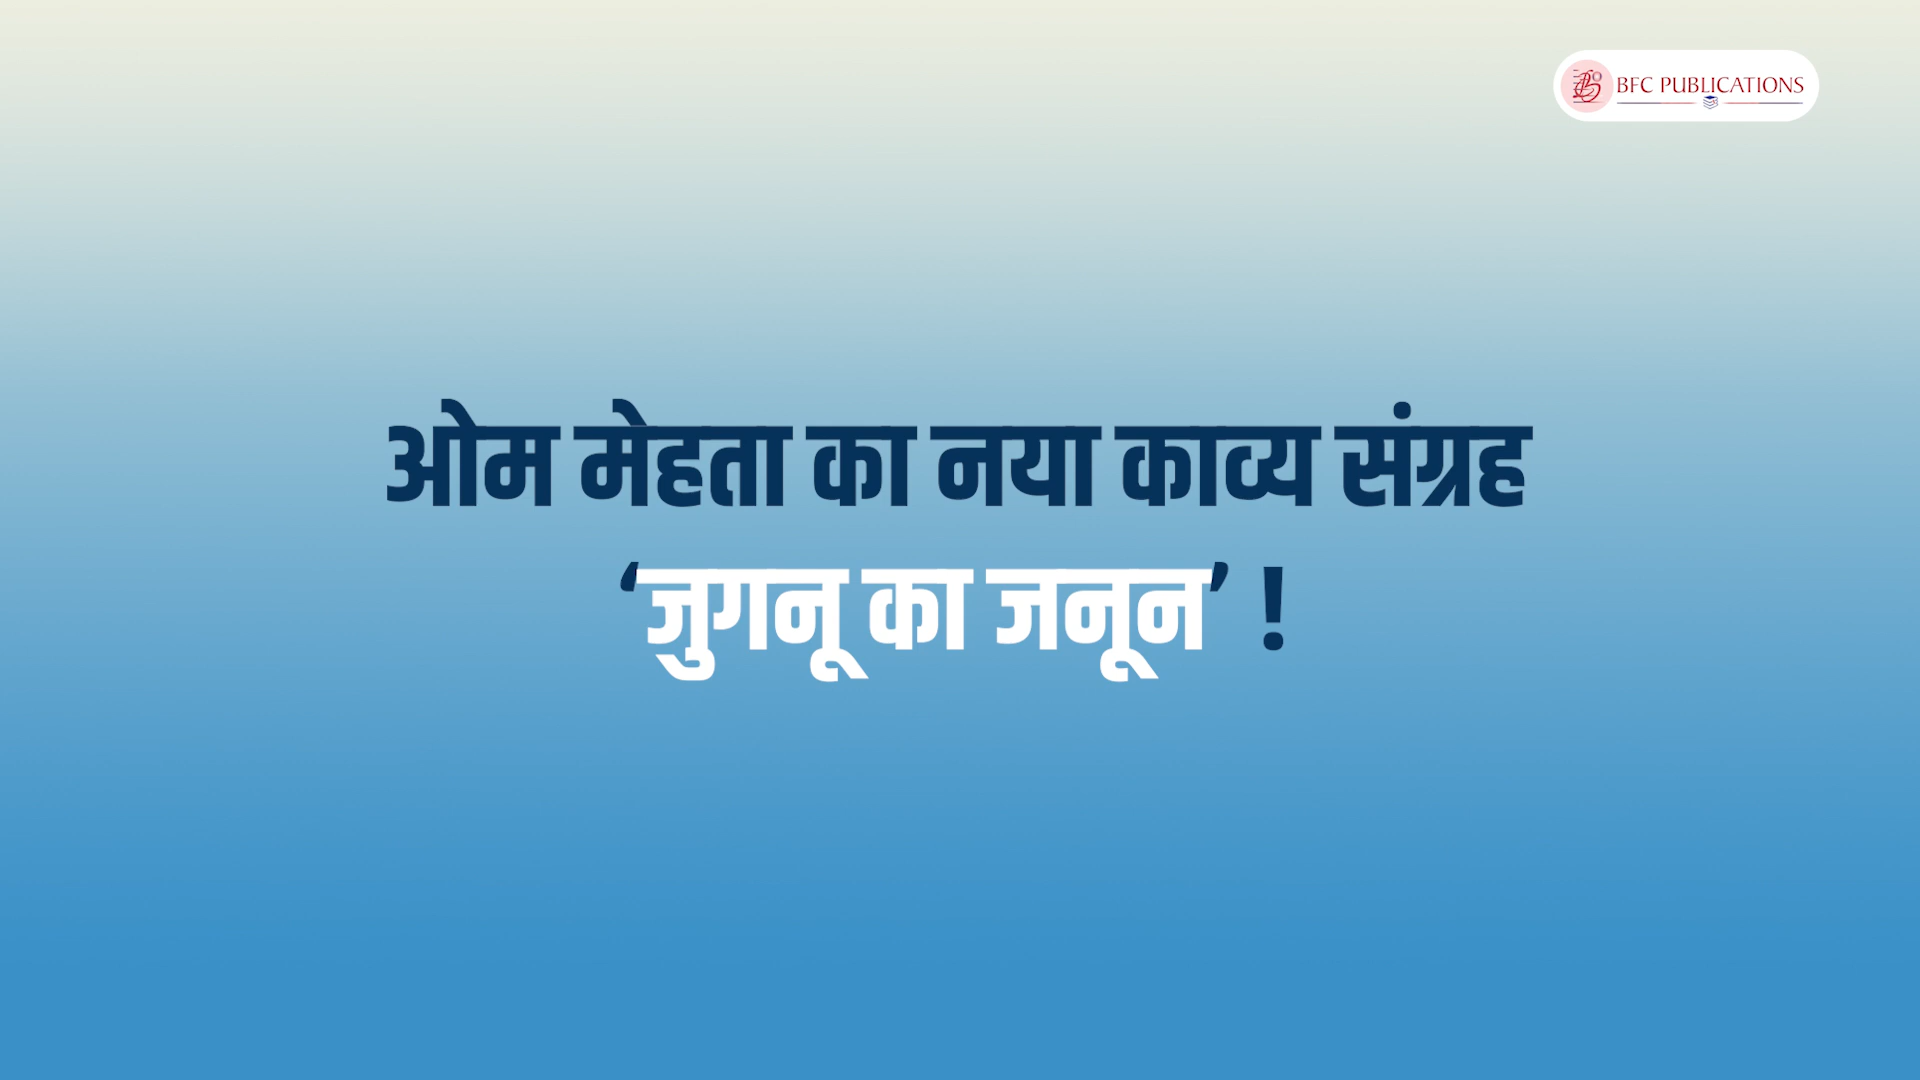 BFC PUBLICATIONS
ओम मेहता का नया काव्य संग्रह
‘जुगनू का जनून’ !